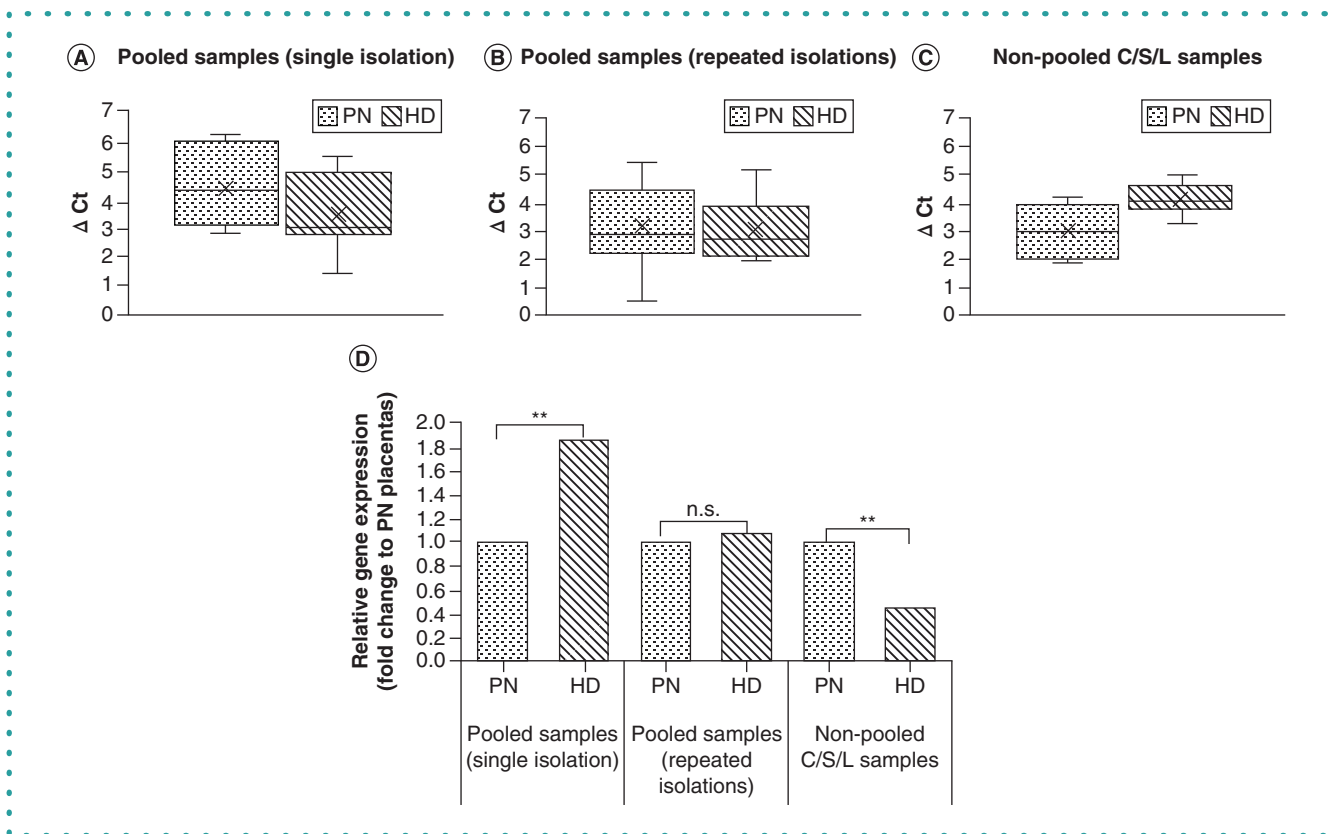 A Pooled samples (single isolation)
7
6
5
4
3
2
1
0
Δ Ct
PN HD
B Pooled samples (repeated isolations)
7
6
5
4
3
2
1
0
Δ Ct
PN HD
C Non-pooled C/S/L samples
7
6
5
4
3
2
1
0
Δ Ct
PN HD
D
Relative gene expression
(fold change to PN placentas)
2.0
1.8
1.6
1.4
1.2
1.0
0.8
0.6
0.4
0.2
0.0
**
n.s.
**
PN HD PN HD PN HD
Pooled samples
(single isolation)
Pooled samples
(repeated
isolations)
Non-pooled
C/S/L samples